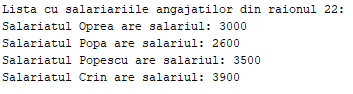 Lista cu salariariile angajatilor din raionul 22:
Salariatul Oprea are salariul: 3000
Salariatul Popa are salariul: 2600
Salariatul Popescu are salariul: 3500
Salariatul Crin are salariul: 3900